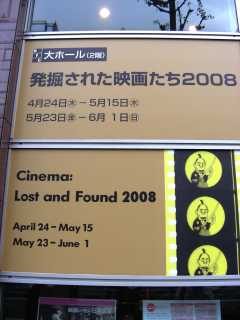 大ホール(2階)
発掘された映画たち2008
4月24日㊍－5月15日㊍
5月23日㊎－6月 1日㊐
Cinema:
Lost and Found 2008
April 24－May 15
May 23－June 1